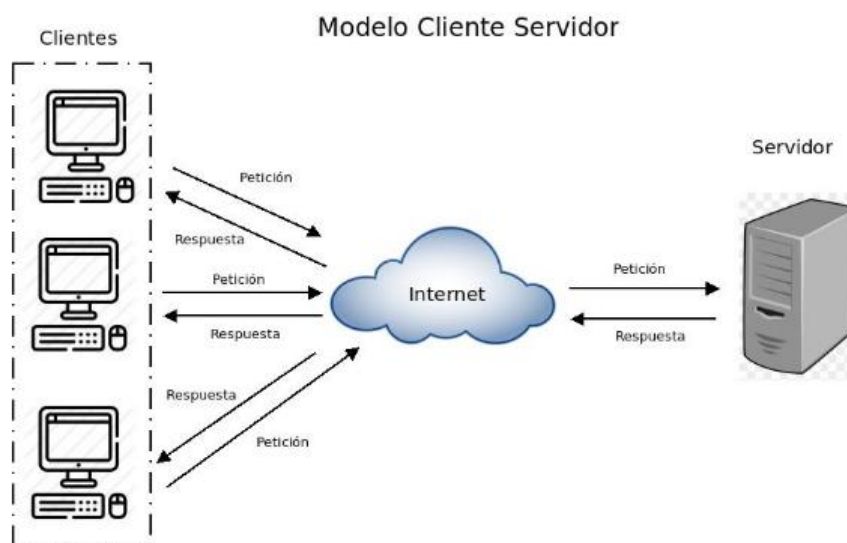 Modelo Cliente Servidor
Clientes
Servidor
Petición
Respuesta
Petición
Respuesta
Respuesta
Petición
Internet
Petición
Respuesta